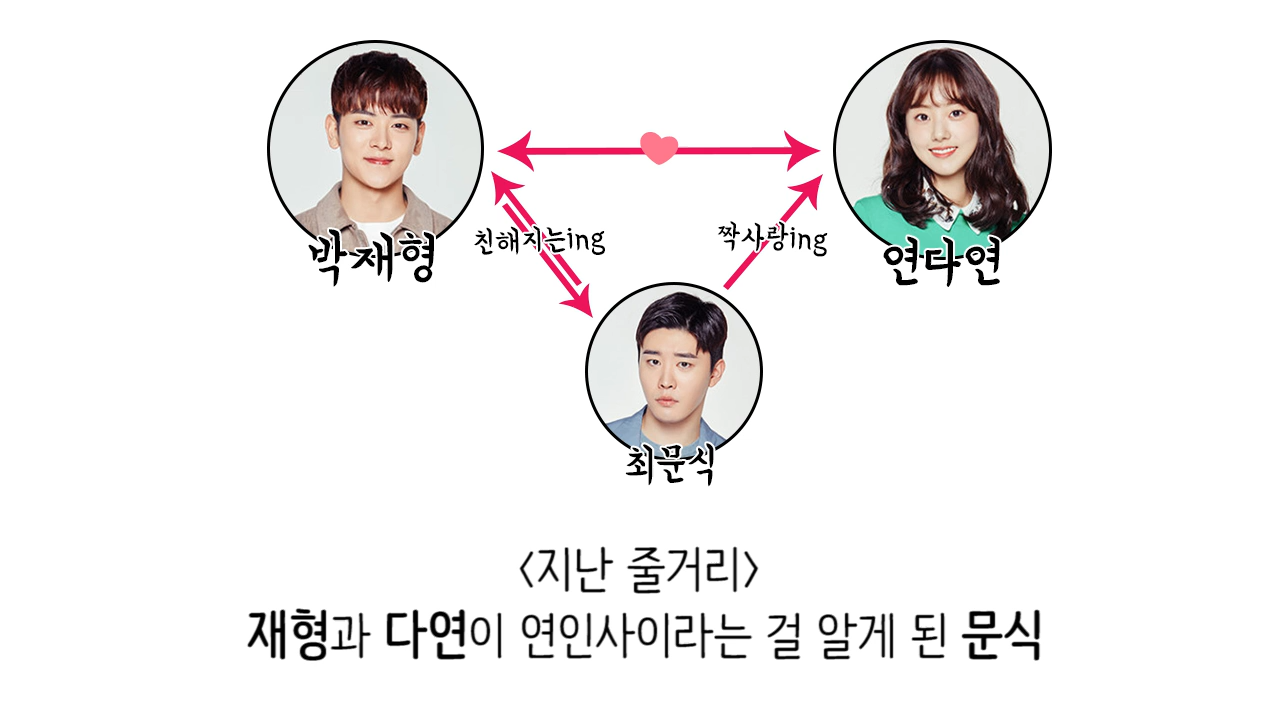 친해지는ing
짝사랑ing
박재형
연다연
최문식
<지난 줄거리>
재형과 다연이 연인사이라는 걸 알게 된 문식